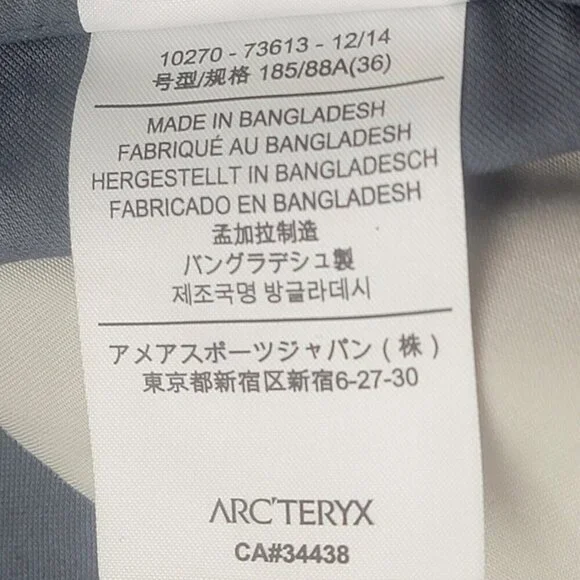 10270 - 73613 - 12/14
号型/规格 185/88A(36)
MADE IN BANGLADESH
FABRIQUÉ AU BANGLADESH
HERGESTELLT IN BANGLADESCH
FABRICADO EN BANGLADESH
孟加拉制造
バングラデシュ製
제조국명 방글라데시
アメアスポーツジャパン(株)
東京都新宿区新宿6-27-30
ARC'TERYX
CA#34438